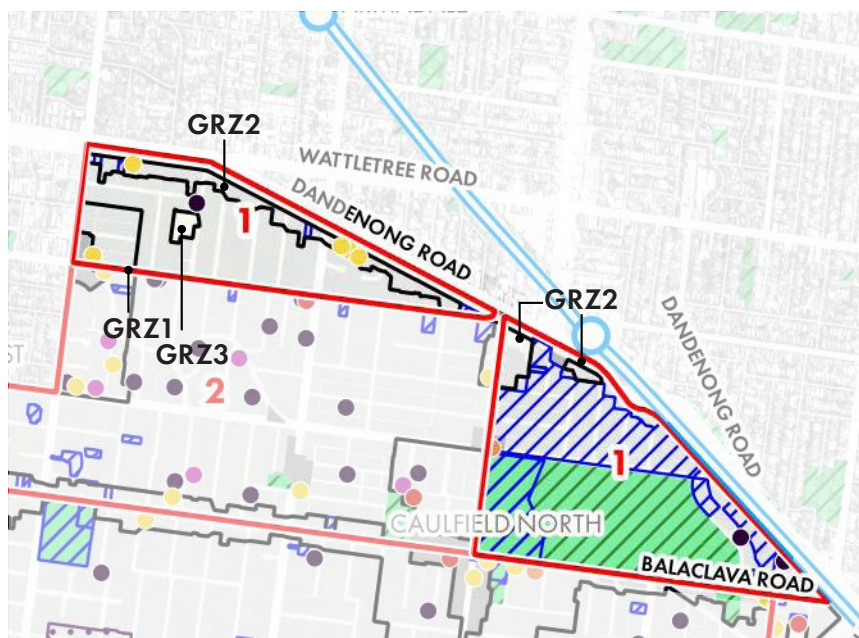 GRZ2
WATTLETREE ROAD
DANDENONG ROAD
1
GRZ2
GRZ1
GRZ3
DANDENONG ROAD
2
1
CAULFIELD NORTH
BALACLAVA ROAD